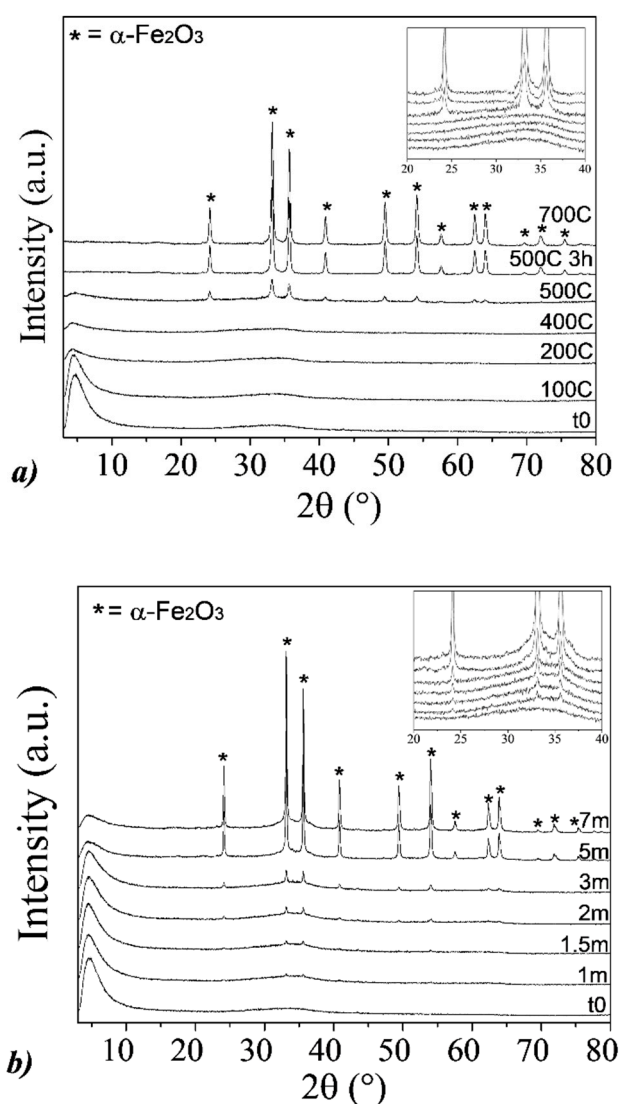 * = α-Fe2O3
20 25 30 35 40
700C
500C 3h
500C
400C
200C
100C
t0
Intensity (a.u.)
10 20 30 40 50 60 70 80
2θ (°)
a)
* = α-Fe2O3
20 25 30 35 40
7m
5m
3m
2m
1.5m
1m
t0
Intensity (a.u.)
10 20 30 40 50 60 70 80
2θ (°)
b)